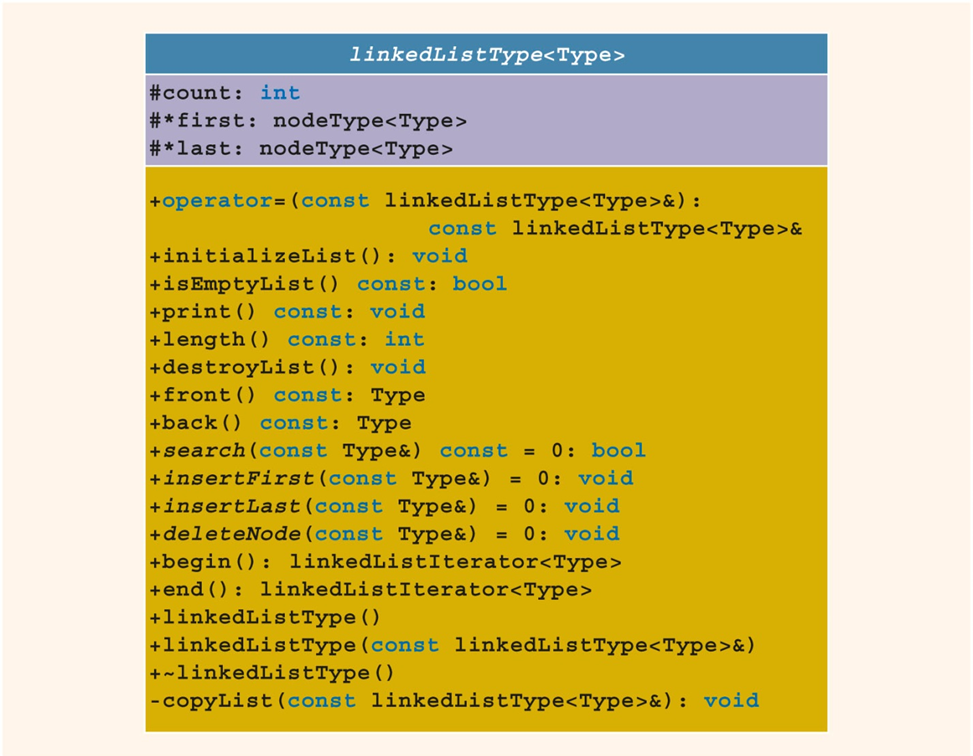 linkedListType<Type>
#count: int
#*first: nodeType<Type>
#*last: nodeType<Type>
+operator=(const linkedListType<Type>&):
const linkedListType<Type>&
+initializeList(): void
+isEmptyList() const: bool
+print() const: void
+length() const: int
+destroyList(): void
+front() const: Type
+back() const: Type
+search(const Type&) const = 0: bool
+insertFirst(const Type&) = 0: void
+insertLast(const Type&) = 0: void
+deleteNode(const Type&) = 0: void
+begin(): linkedListIterator<Type>
+end(): linkedListIterator<Type>
+linkedListType()
+linkedListType(const linkedListType<Type>&)
+~linkedListType()
-copyList(const linkedListType<Type>&): void